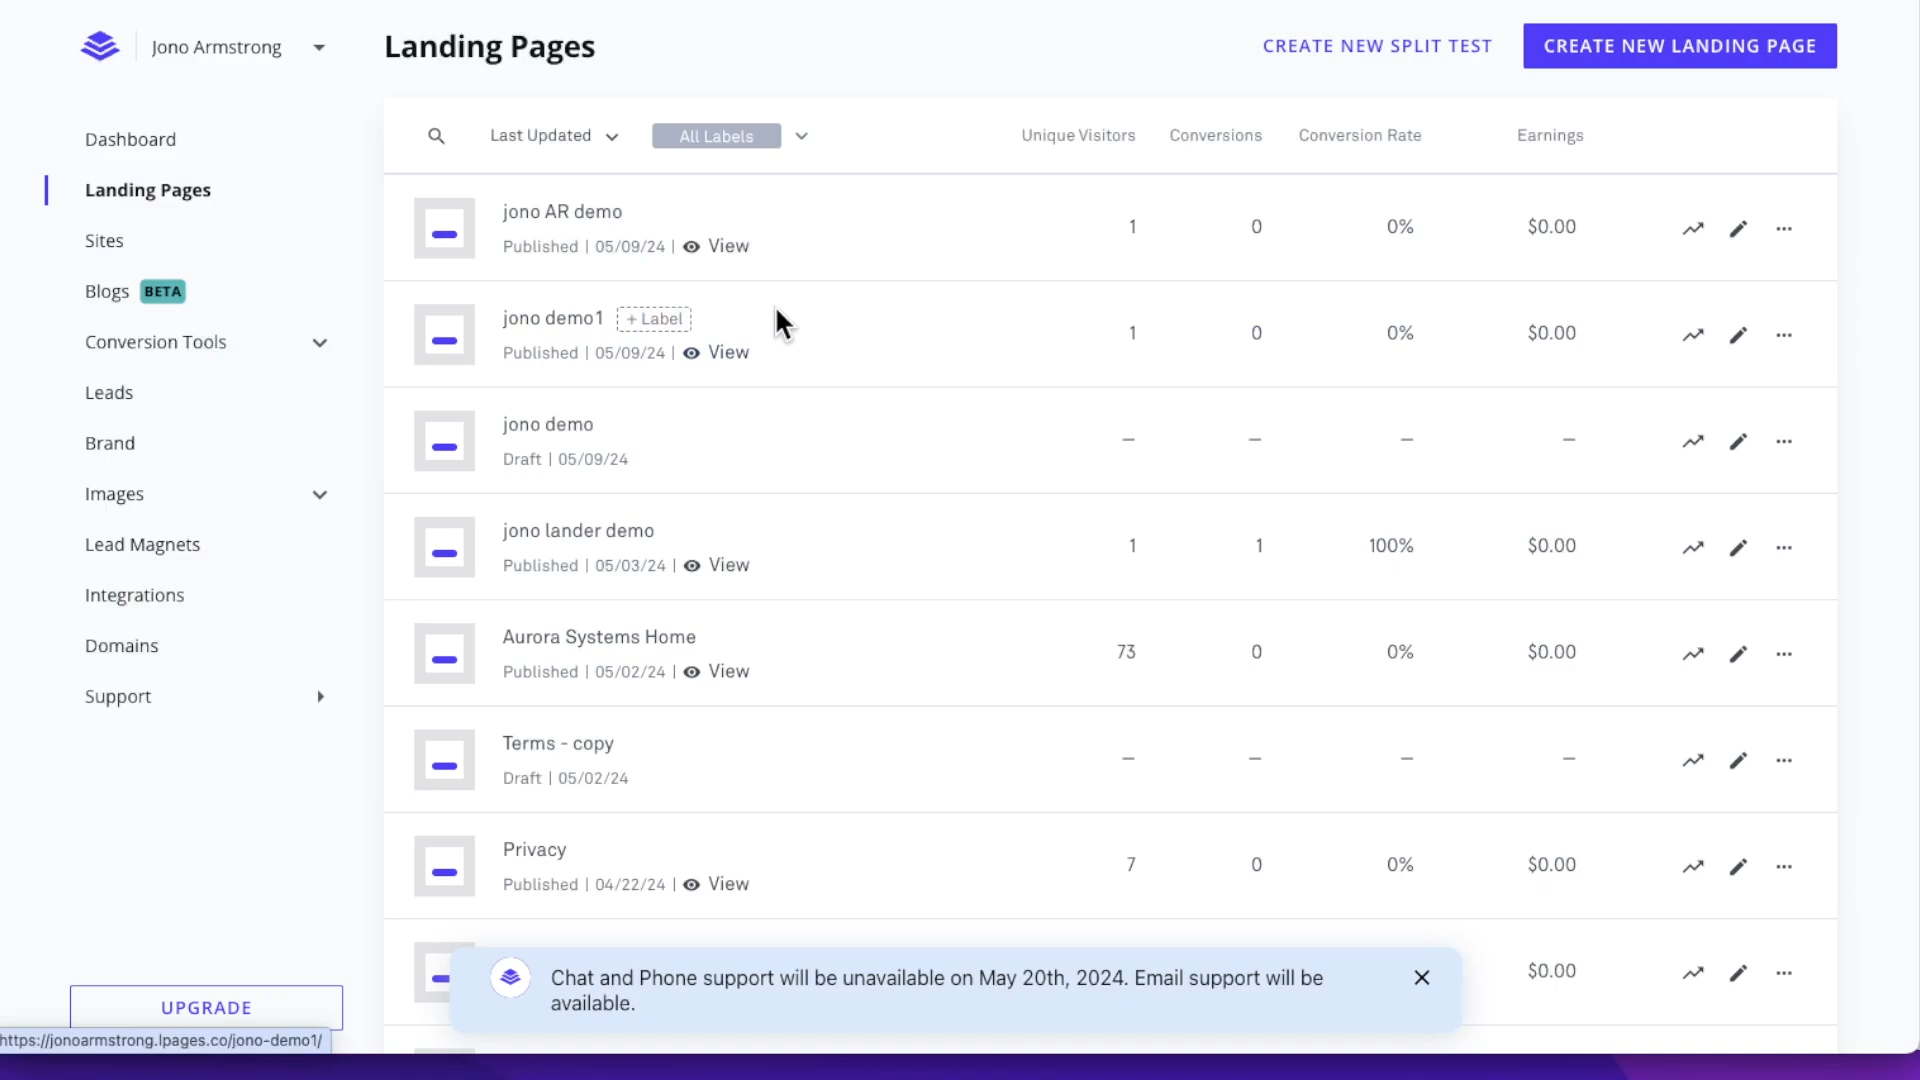 Jono Armstrong
Landing Pages
CREATE NEW SPLIT TEST
CREATE NEW LANDING PAGE
Dashboard
Landing Pages
Sites
Blogs BETA
Conversion Tools
Leads
Brand
Images
Lead Magnets
Integrations
Domains
Support
UPGRADE
https://jonoarmstrong.lpages.co/jono-demo1/
Last Updated All Labels Unique Visitors Conversions Conversion Rate Earnings
jono AR demo
Published | 05/09/24 | View
1 0 0% $0.00
jono demo1 + Label
Published | 05/09/24 | View
1 0 0% $0.00
jono demo
Draft | 05/09/24
– – – –
jono lander demo
Published | 05/03/24 | View
1 1 100% $0.00
Aurora Systems Home
Published | 05/02/24 | View
73 0 0% $0.00
Terms - copy
Draft | 05/02/24
– – – –
Privacy
Published | 04/22/24 | View
7 0 0% $0.00
$0.00
Chat and Phone support will be unavailable on May 20th, 2024. Email support will be
available.